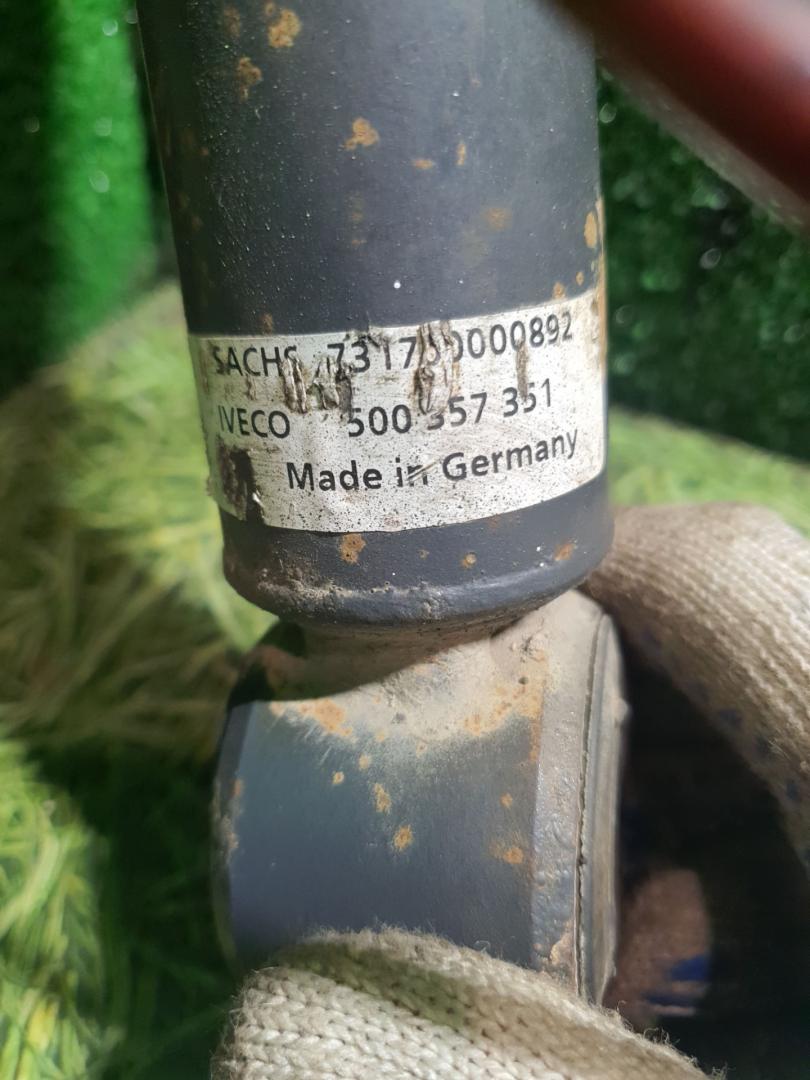 SACHS
IVECO 500 357 351
Made in Germany